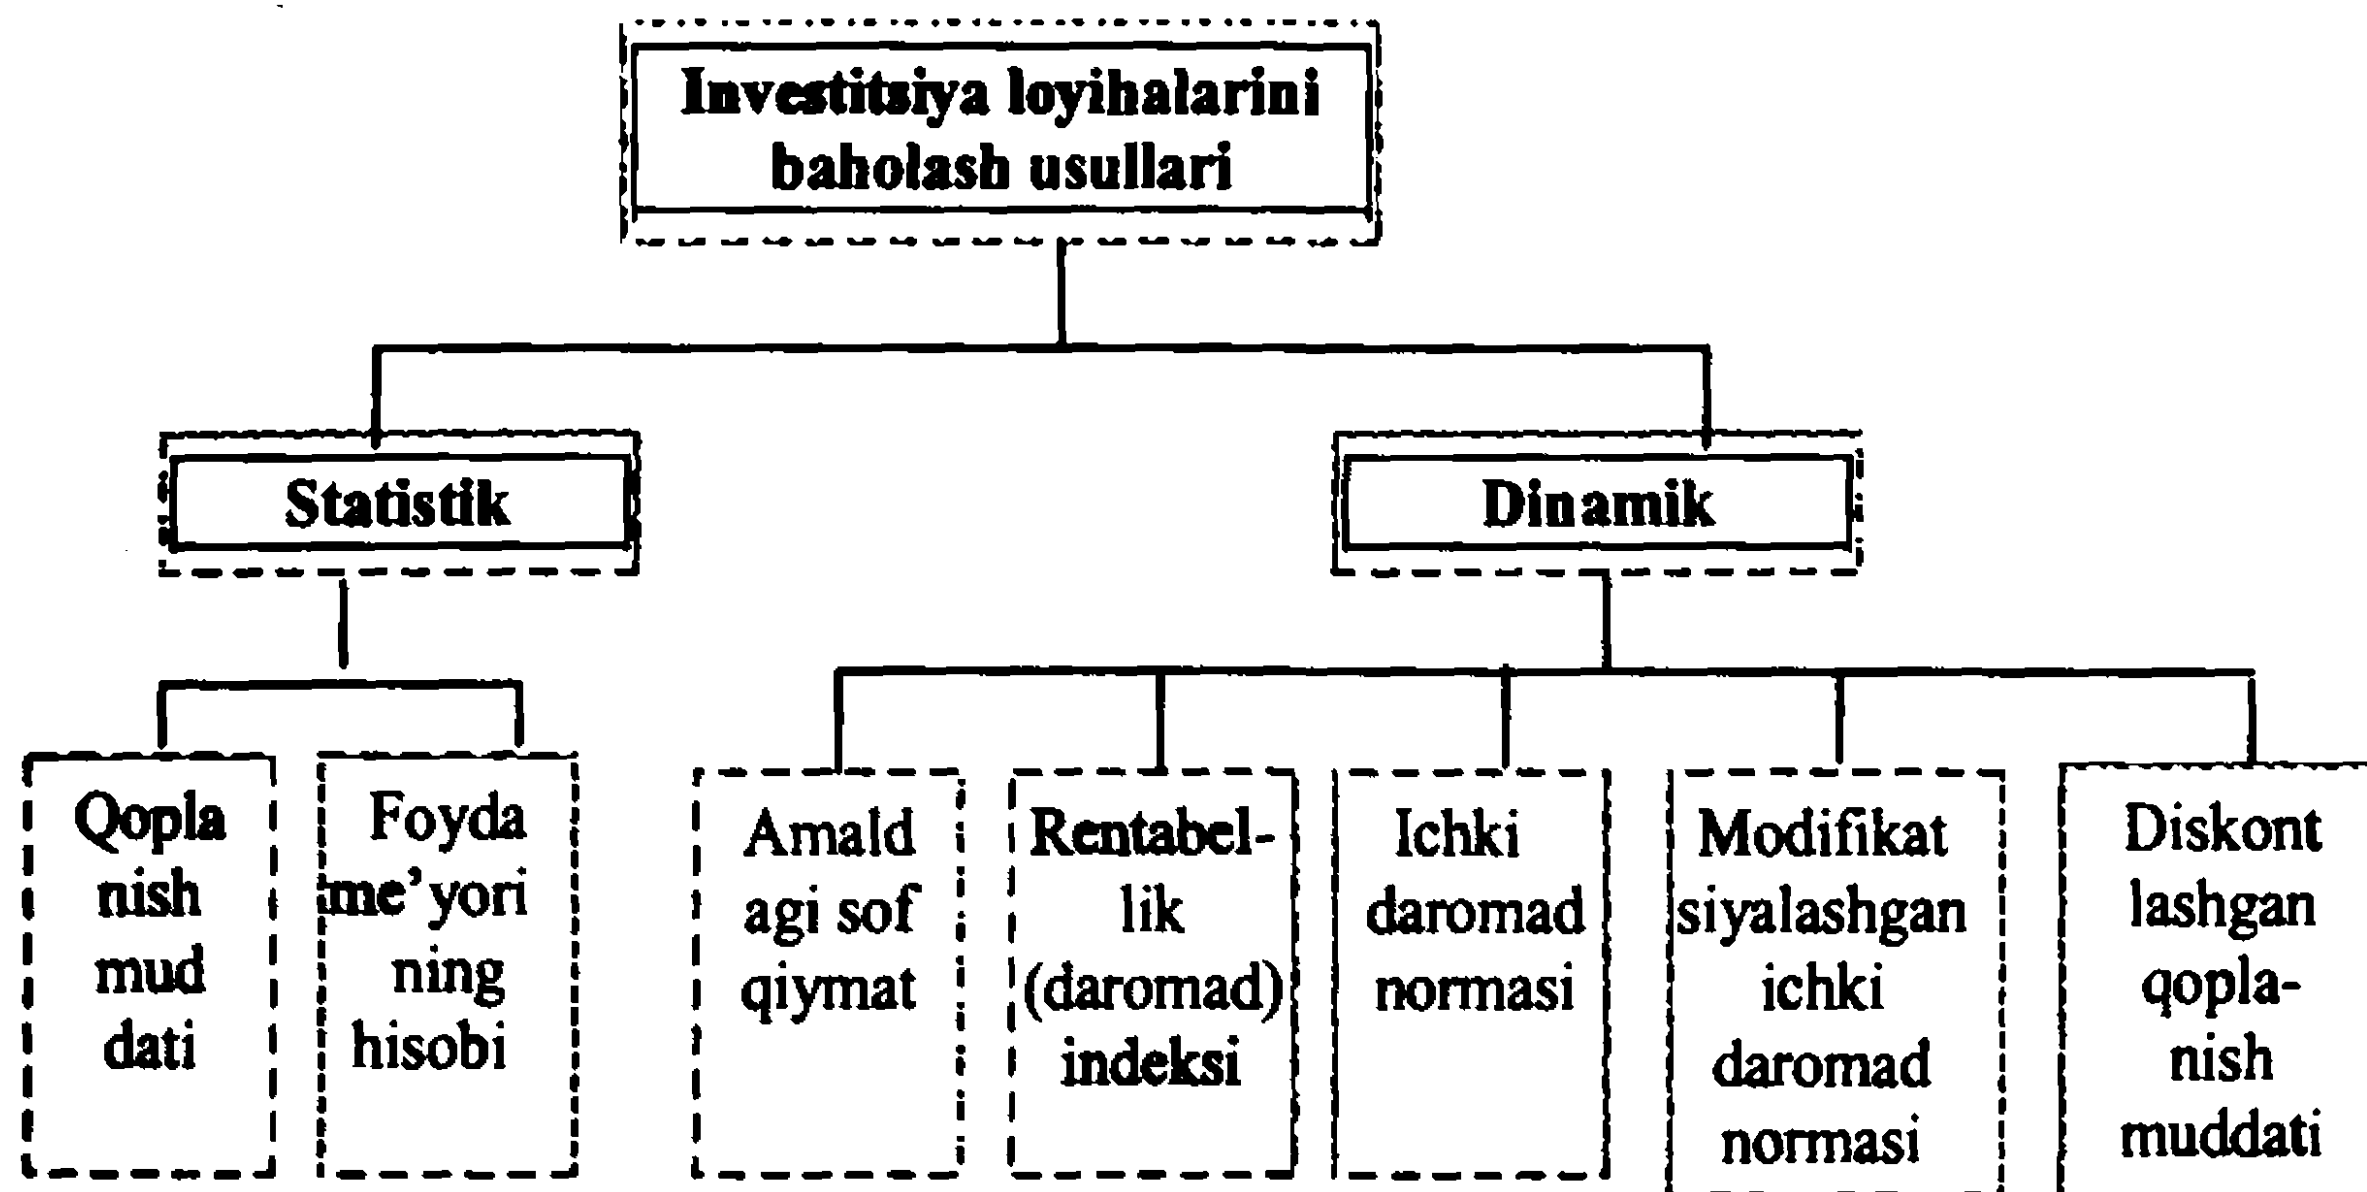 Investitsiya loyihalarini
baholash usullari
Statistik
Dinamik
Qopla
nish
mud
dati
Foyda
me’yori
ning
hisobi
Amald
agi sof
qiymat
Rentabel-
lik
(daromad)
indeksi
Ichki
daromad
normasi
Modifikat
siyalashgan
ichki
daromad
normasi
Diskont
lashgan
qopla-
nish
muddati